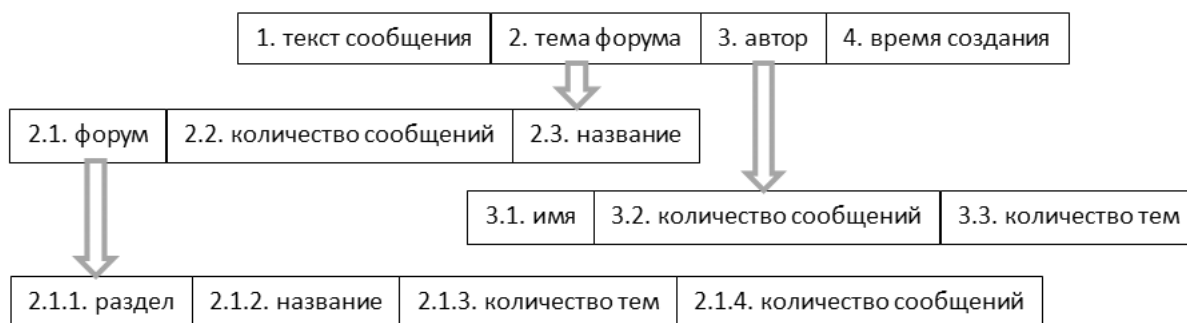 1. текст сообщения 2. тема форума 3. автор 4. время создания
2.1. форум 2.2. количество сообщений 2.3. название
3.1. имя 3.2. количество сообщений 3.3. количество тем
2.1.1. раздел 2.1.2. название 2.1.3. количество тем 2.1.4. количество сообщений